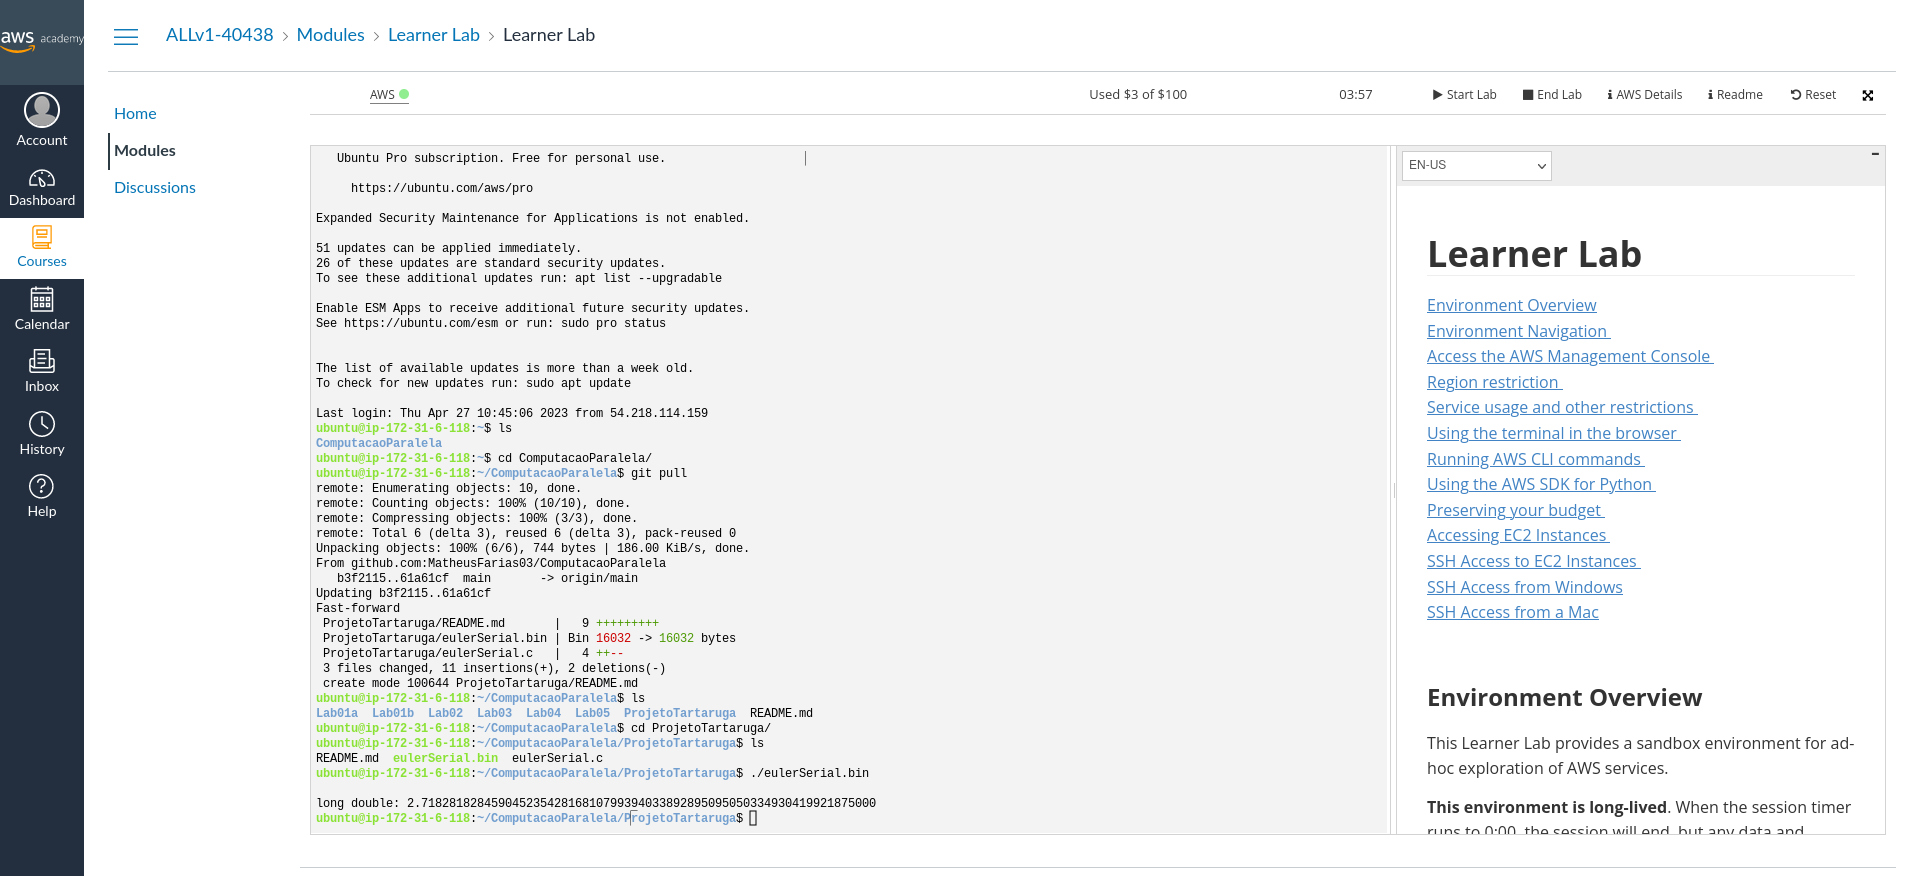 aws academy
ALLv1-40438 > Modules > Learner Lab > Learner Lab
Account
Dashboard
Courses
Calendar
Inbox
History
Help
Home
Modules
Discussions
AWS
Used $3 of $100
03:57
Start Lab
End Lab
AWS Details
Readme
Reset
Ubuntu Pro subscription. Free for personal use.
https://ubuntu.com/aws/pro
Expanded Security Maintenance for Applications is not enabled.
51 updates can be applied immediately.
26 of these updates are standard security updates.
To see these additional updates run: apt list --upgradable
Enable ESM Apps to receive additional future security updates.
See https://ubuntu.com/esm or run: sudo pro status
The list of available updates is more than a week old.
To check for new updates run: sudo apt update
Last login: Thu Apr 27 10:45:06 2023 from 54.218.114.159
ubuntu@ip-172-31-6-118:~$ ls
ComputacaoParalela
ubuntu@ip-172-31-6-118:~$ cd ComputacaoParalela/
ubuntu@ip-172-31-6-118:~/ComputacaoParalela$ git pull
remote: Enumerating objects: 10, done.
remote: Counting objects: 100% (10/10), done.
remote: Compressing objects: 100% (3/3), done.
remote: Total 6 (delta 3), reused 6 (delta 3), pack-reused 0
Unpacking objects: 100% (6/6), 744 bytes | 186.00 KiB/s, done.
From github.com:MatheusFarias03/ComputacaoParalela
b3f2115..61a61cf  main       -> origin/main
Updating b3f2115..61a61cf
Fast-forward
ProjetoTartaruga/README.md       |   9 +++++++++
ProjetoTartaruga/eulerSerial.bin | Bin 16032 -> 16032 bytes
ProjetoTartaruga/eulerSerial.c   |   4 ++--
3 files changed, 11 insertions(+), 2 deletions(-)
create mode 100644 ProjetoTartaruga/README.md
ubuntu@ip-172-31-6-118:~/ComputacaoParalela$ ls
Lab01a  Lab01b  Lab02  Lab03  Lab04  Lab05  ProjetoTartaruga  README.md
ubuntu@ip-172-31-6-118:~/ComputacaoParalela$ cd ProjetoTartaruga/
ubuntu@ip-172-31-6-118:~/ComputacaoParalela/ProjetoTartaruga$ ls
README.md  eulerSerial.bin  eulerSerial.c
ubuntu@ip-172-31-6-118:~/ComputacaoParalela/ProjetoTartaruga$ ./eulerSerial.bin
long double: 2.7182818284590452354281681079939403389289509505033493041992187​5000
ubuntu@ip-172-31-6-118:~/ComputacaoParalela/ProjetoTartaruga$
EN-US
Learner Lab
Environment Overview
Environment Navigation
Access the AWS Management Console
Region restriction
Service usage and other restrictions
Using the terminal in the browser
Running AWS CLI commands
Using the AWS SDK for Python
Preserving your budget
Accessing EC2 Instances
SSH Access to EC2 Instances
SSH Access from Windows
SSH Access from a Mac
Environment Overview
This Learner Lab provides a sandbox environment for ad-
hoc exploration of AWS services.
This environment is long-lived. When the session timer
runs to 0:00, the session will end, but any data and